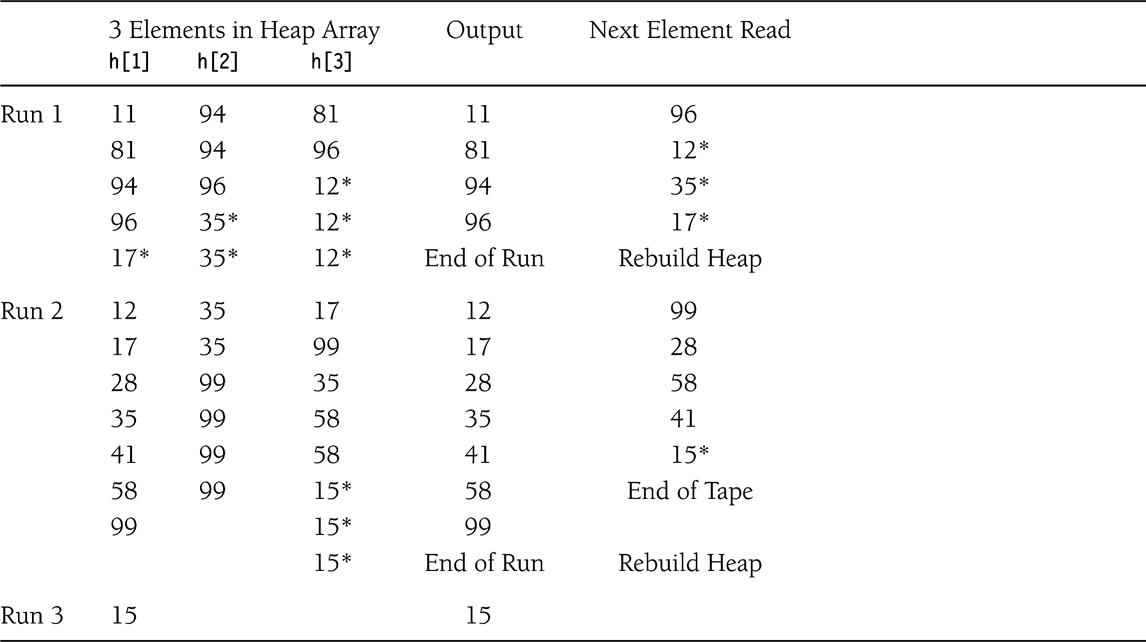 3 Elements in Heap Array Output Next Element Read
h[1] h[2] h[3]
Run 1 11 94 81 11 96
81 94 96 81 12*
94 96 12* 94 35*
96 35* 12* 96 17*
17* 35* 12* End of Run Rebuild Heap
Run 2 12 35 17 12 99
17 35 99 17 28
28 99 35 28 58
35 99 58 35 41
41 99 58 41 15*
58 99 15* 58 End of Tape
99 15* 99
15* End of Run Rebuild Heap
Run 3 15 15